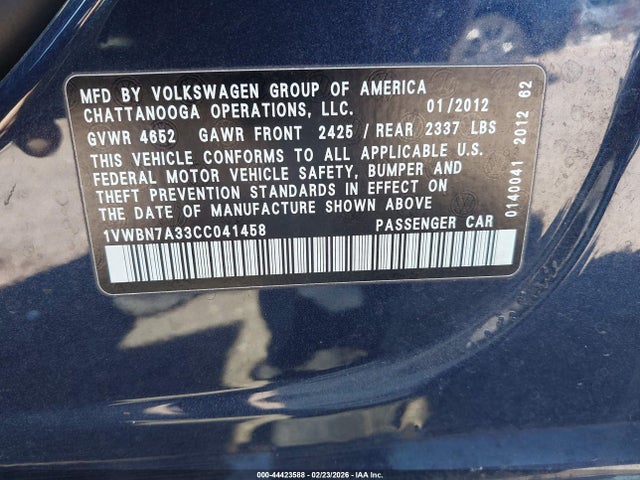 MFD BY VOLKSWAGEN GROUP OF AMERICA
CHATTANOOGA OPERATIONS, LLC. 01/2012
GVWR 4652 GAWR FRONT 2425 / REAR 2337 LBS
THIS VEHICLE CONFORMS TO ALL APPLICABLE U.S.
FEDERAL MOTOR VEHICLE SAFETY, BUMPER AND
THEFT PREVENTION STANDARDS IN EFFECT ON
THE DATE OF MANUFACTURE SHOWN ABOVE
1VWBN7A33CC041458 PASSENGER CAR
0140041 2012 62
000-44423588 - 02/23/2026 - IAA Inc.